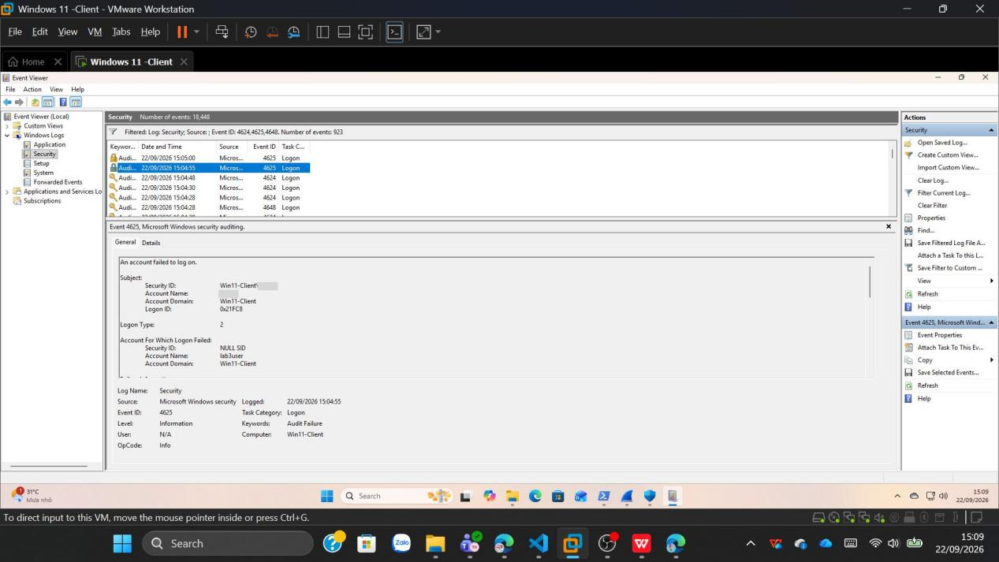 Windows 11 -Client - VMware Workstation
File Edit View VM Tabs Help
Home Windows 11 -Client
Event Viewer
File Action View Help
Event Viewer (Local)
Custom Views
Windows Logs
Application
Security
Setup
System
Forwarded Events
Applications and Services Lo
Subscriptions
Security Number of events: 18,448
Filtered: Log: Security; Source: ; Event ID: 4624,4625,4648. Number of events: 923
Keywor... Date and Time Source Event ID Task C...
Audi... 22/09/2026 15:05:00 Micros... 4625 Logon
Audi... 22/09/2026 15:04:55 Micros... 4625 Logon
Audi... 22/09/2026 15:04:48 Micros... 4624 Logon
Audi... 22/09/2026 15:04:30 Micros... 4624 Logon
Audi... 22/09/2026 15:04:28 Micros... 4624 Logon
Audi... 22/09/2026 15:04:28 Micros... 4648 Logon
Event 4625, Microsoft Windows security auditing.
General Details
An account failed to log on.
Subject:
Security ID: Win11-Client\
Account Name:
Account Domain: Win11-Client
Logon ID: 0x21FC8
Logon Type: 2
Account For Which Logon Failed:
Security ID: NULL SID
Account Name: lab3user
Account Domain: Win11-Client
Log Name: Security
Source: Microsoft Windows security Logged: 22/09/2026 15:04:55
Event ID: 4625 Task Category: Logon
Level: Information Keywords: Audit Failure
User: N/A Computer: Win11-Client
OpCode: Info
Actions
Security
Open Saved Log...
Create Custom View...
Import Custom View...
Clear Log...
Filter Current Log...
Clear Filter
Properties
Find...
Save Filtered Log File A...
Attach a Task To this L...
Save Filter to Custom ...
View
Refresh
Help
Event 4625, Microsoft Wind...
Event Properties
Attach Task To This Ev...
Copy
Save Selected Events...
Refresh
Help
1
31°C
Mưa nhỏ
Search
15:09
22/09/2026
To direct input to this VM, move the mouse pointer inside or press Ctrl+G.
Search
Zalo
15:09
22/09/2026